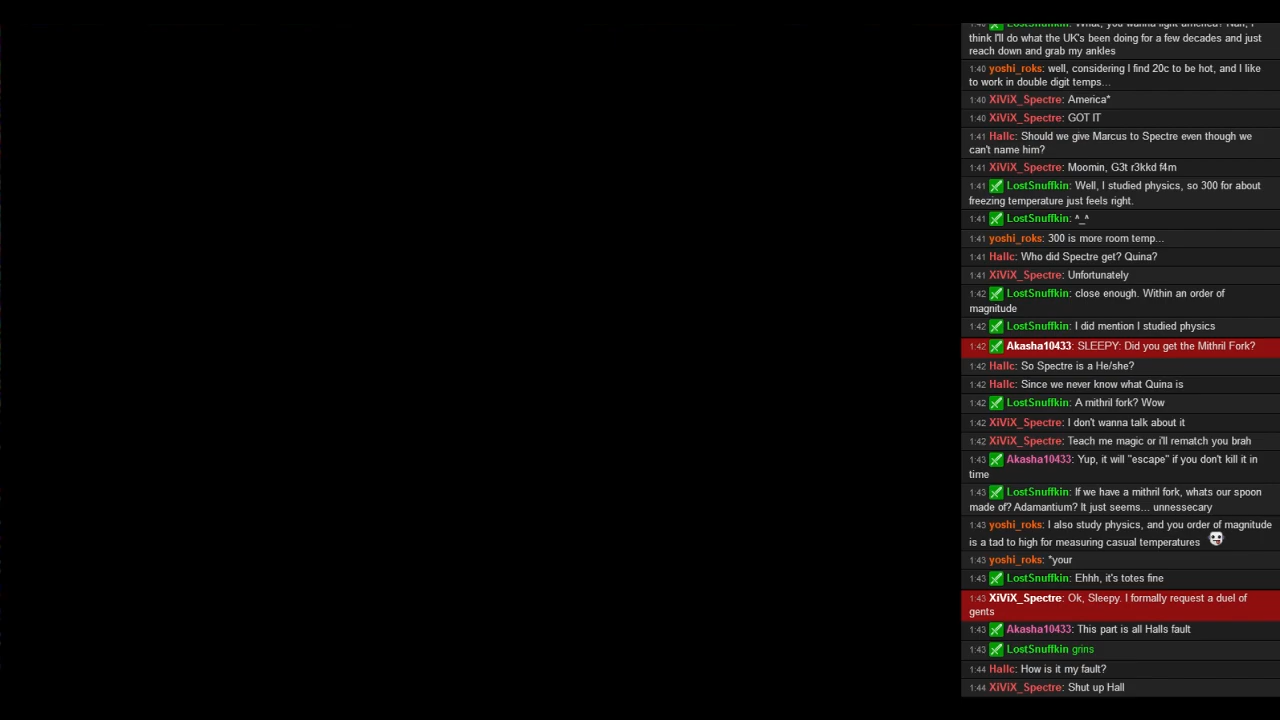 LostSnuffkin: What, you wanna fight america? Nah, I
think I'll do what the UK's been doing for a few decades and just
reach down and grab my ankles
1:40 yoshi_roks: well, considering I find 20c to be hot, and I like
to work in double digit temps...
1:40 XiViX_Spectre: America*
1:40 XiViX_Spectre: GOT IT
1:41 Hallc: Should we give Marcus to Spectre even though we
can't name him?
1:41 XiViX_Spectre: Moomin, G3t r3kkd f4m
1:41 LostSnuffkin: Well, I studied physics, so 300 for about
freezing temperature just feels right.
1:41 LostSnuffkin: ^_^
1:41 yoshi_roks: 300 is more room temp...
1:41 Hallc: Who did Spectre get? Quina?
1:41 XiViX_Spectre: Unfortunately
1:42 LostSnuffkin: close enough. Within an order of
magnitude
1:42 LostSnuffkin: I did mention I studied physics
1:42 Akasha10433: SLEEPY: Did you get the Mithril Fork?
1:42 Hallc: So Spectre is a He/she?
1:42 Hallc: Since we never know what Quina is
1:42 LostSnuffkin: A mithril fork? Wow
1:42 XiViX_Spectre: I don't wanna talk about it
1:42 XiViX_Spectre: Teach me magic or i'll rematch you brah
1:43 Akasha10433: Yup, it will "escape" if you don't kill it in
time
1:43 LostSnuffkin: If we have a mithril fork, whats our spoon
made of? Adamantium? It just seems... unnessecary
1:43 yoshi_roks: I also study physics, and you order of magnitude
is a tad to high for measuring casual temperatures
1:43 yoshi_roks: *your
1:43 LostSnuffkin: Ehhh, it's totes fine
1:43 XiViX_Spectre: Ok, Sleepy. I formally request a duel of
gents
1:43 Akasha10433: This part is all Halls fault
1:43 LostSnuffkin grins
1:44 Hallc: How is it my fault?
1:44 XiViX_Spectre: Shut up Hall